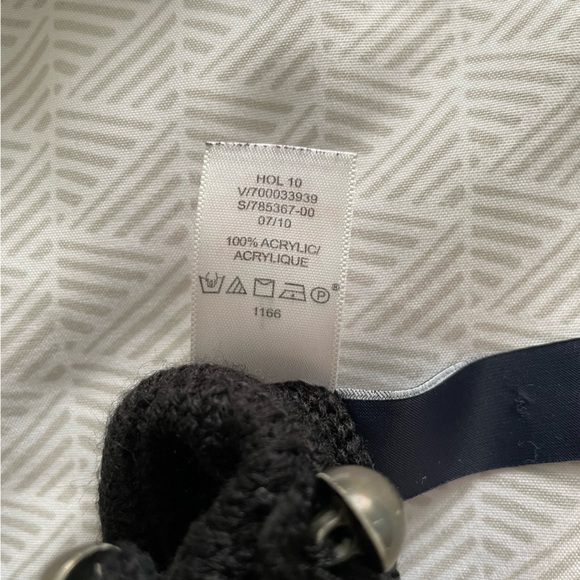 HOL 10
V/700033939
S/785367-00
07/10
100% ACRYLIC/
ACRYLIQUE
P®
1166